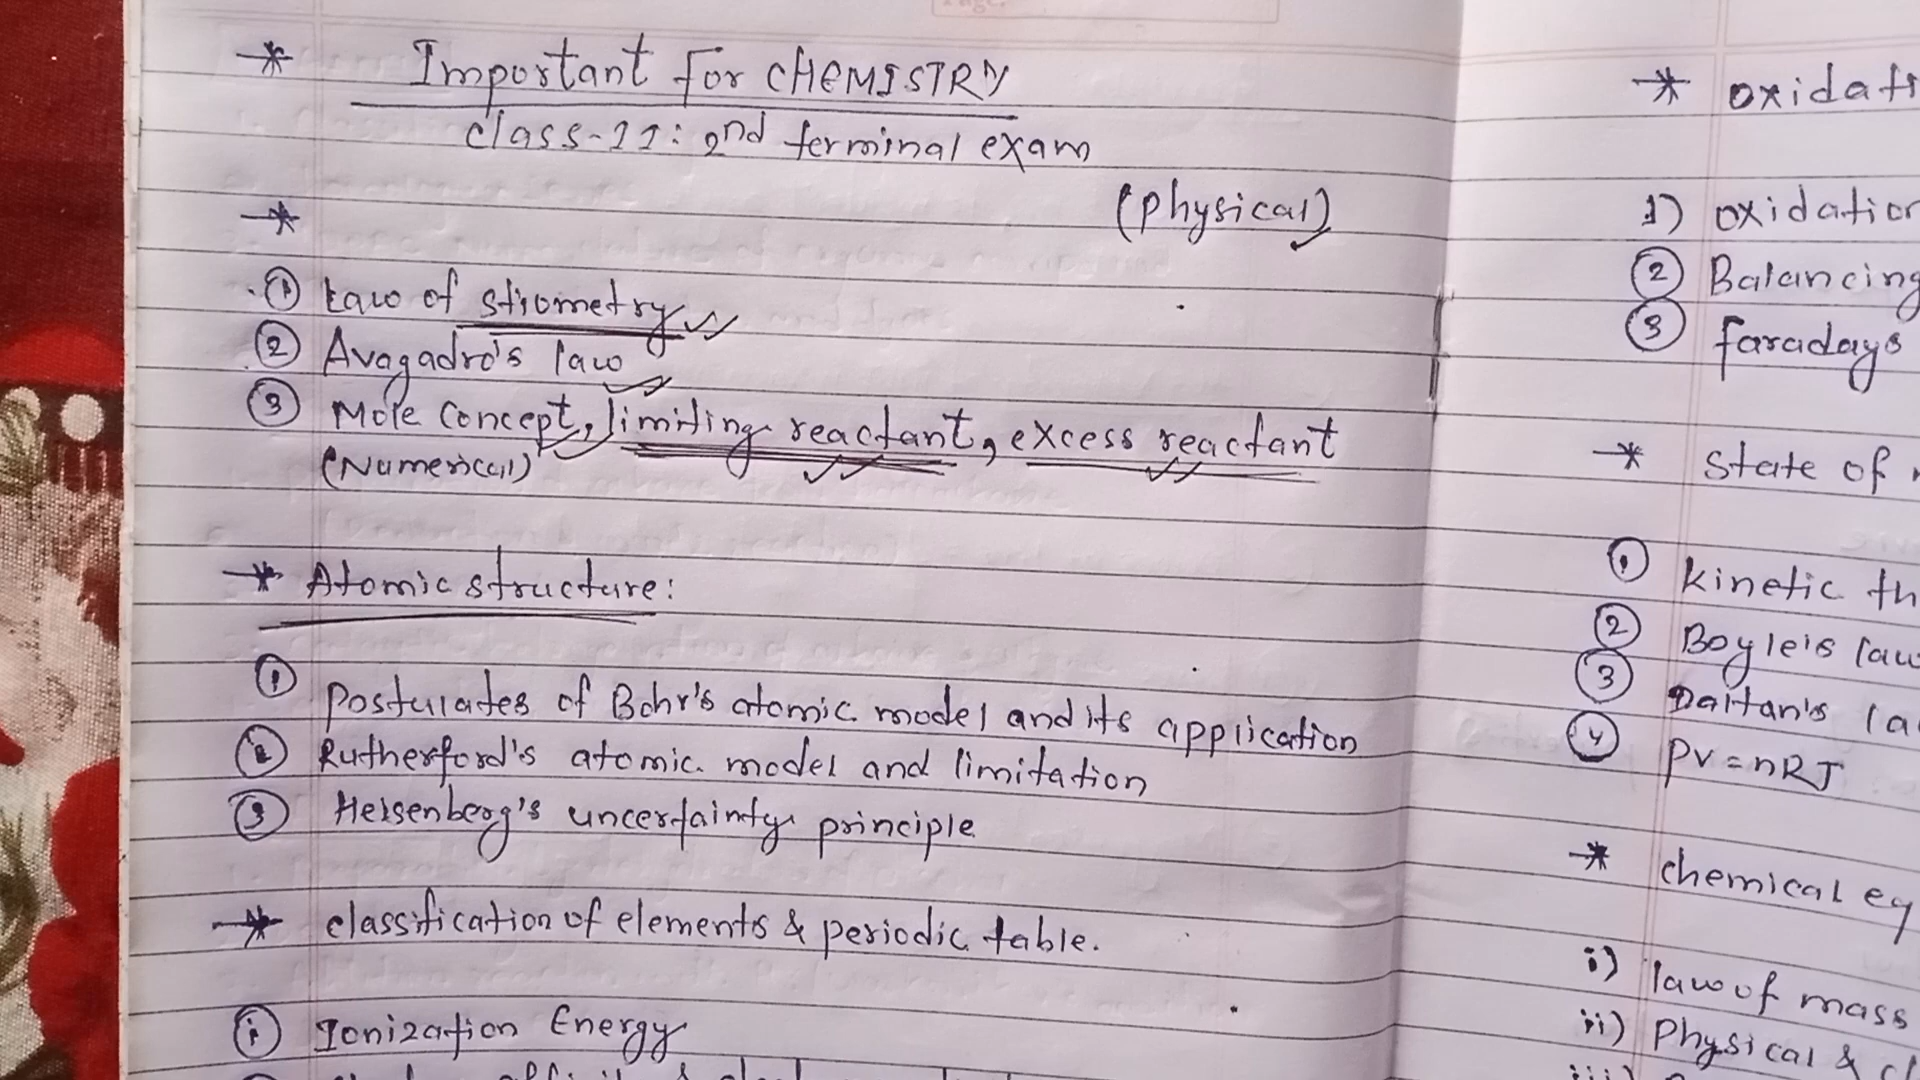 * Important for CHEMISTRY
class-11: 2nd terminal exam
(physical)
*
① Law of stiometry
② Avagadro's law
③ Mole concept, limiting reactant, excess reactant
(Numerical)
* Atomic structure:
① postulates of Bohr's atomic model and its application
② Rutherford's atomic model and limitation
③ Heisenberg's uncertainty principle
* classification of elements & periodic table.
i) Ionization Energy
* oxidati
1) oxidation
② Balancing
③ faradays
* state of
① kinetic th
② Boyle's law
③ Daltan's la
④ PV = nRT
* chemical eq
i) law of mass
ii) Physical & c